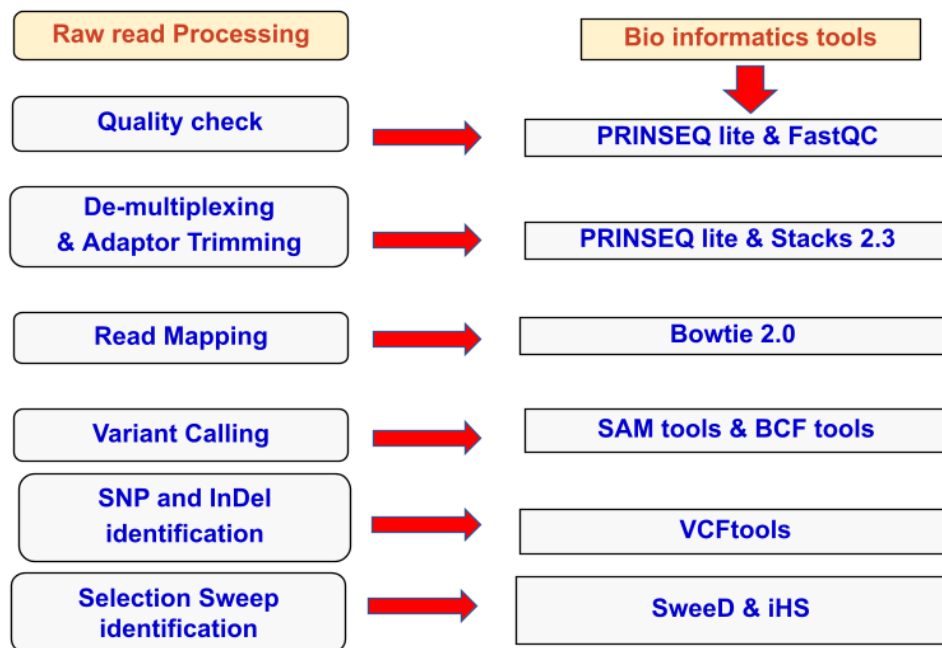 Raw read Processing
Bio informatics tools
Quality check
PRINSEQ lite & FastQC
De-multiplexing
& Adaptor Trimming
PRINSEQ lite & Stacks 2.3
Read Mapping
Bowtie 2.0
Variant Calling
SAM tools & BCF tools
SNP and InDel
identification
VCFtools
Selection Sweep
identification
SweeD & iHS